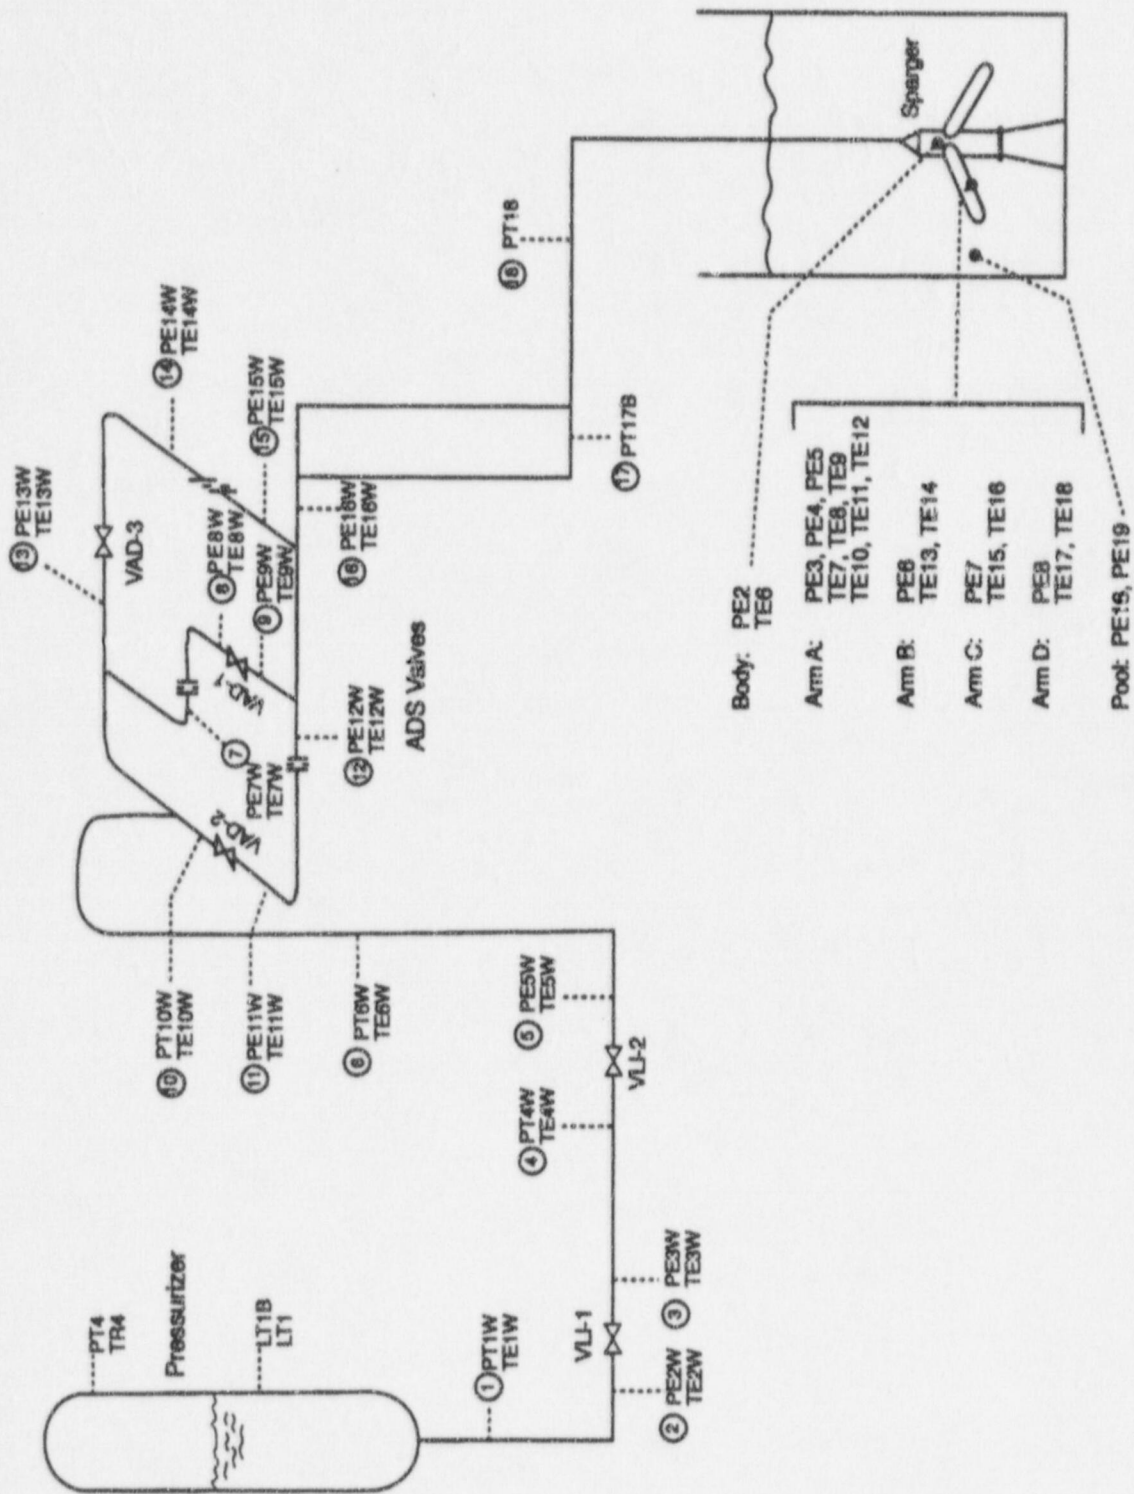 PT4
TR4
Pressurizer
LT1B
LT1
① PT1W
TE1W
② PE2W
TE2W
VLI-1
③ PE3W
TE3W
④ PT4W
TE4W
VLI-2
⑤ PE5W
TE5W
⑥ PT6W
TE6W
⑩ PT10W
TE10W
⑪ PE11W
TE11W
VAD-2
⑦
PE7W
TE7W
VAD-1
⑧ PE8W
TE8W
⑨ PE9W
TE9W
⑫ PE12W
TE12W
ADS Valves
⑬ PE13W
TE13W
VAD-3
⑭ PE14W
TE14W
⑮ PE15W
TE15W
⑯ PE16W
TE16W
⑰ PT17B
⑱ PT18
Sparger
Body: PE2
TE6
Arm A: PE3, PE4, PE5
TE7, TE8, TE9
TE10, TE11, TE12
Arm B: PE6
TE13, TE14
Arm C: PE7
TE15, TE16
Arm D: PE8
TE17, TE18
Pool: PE16, PE19